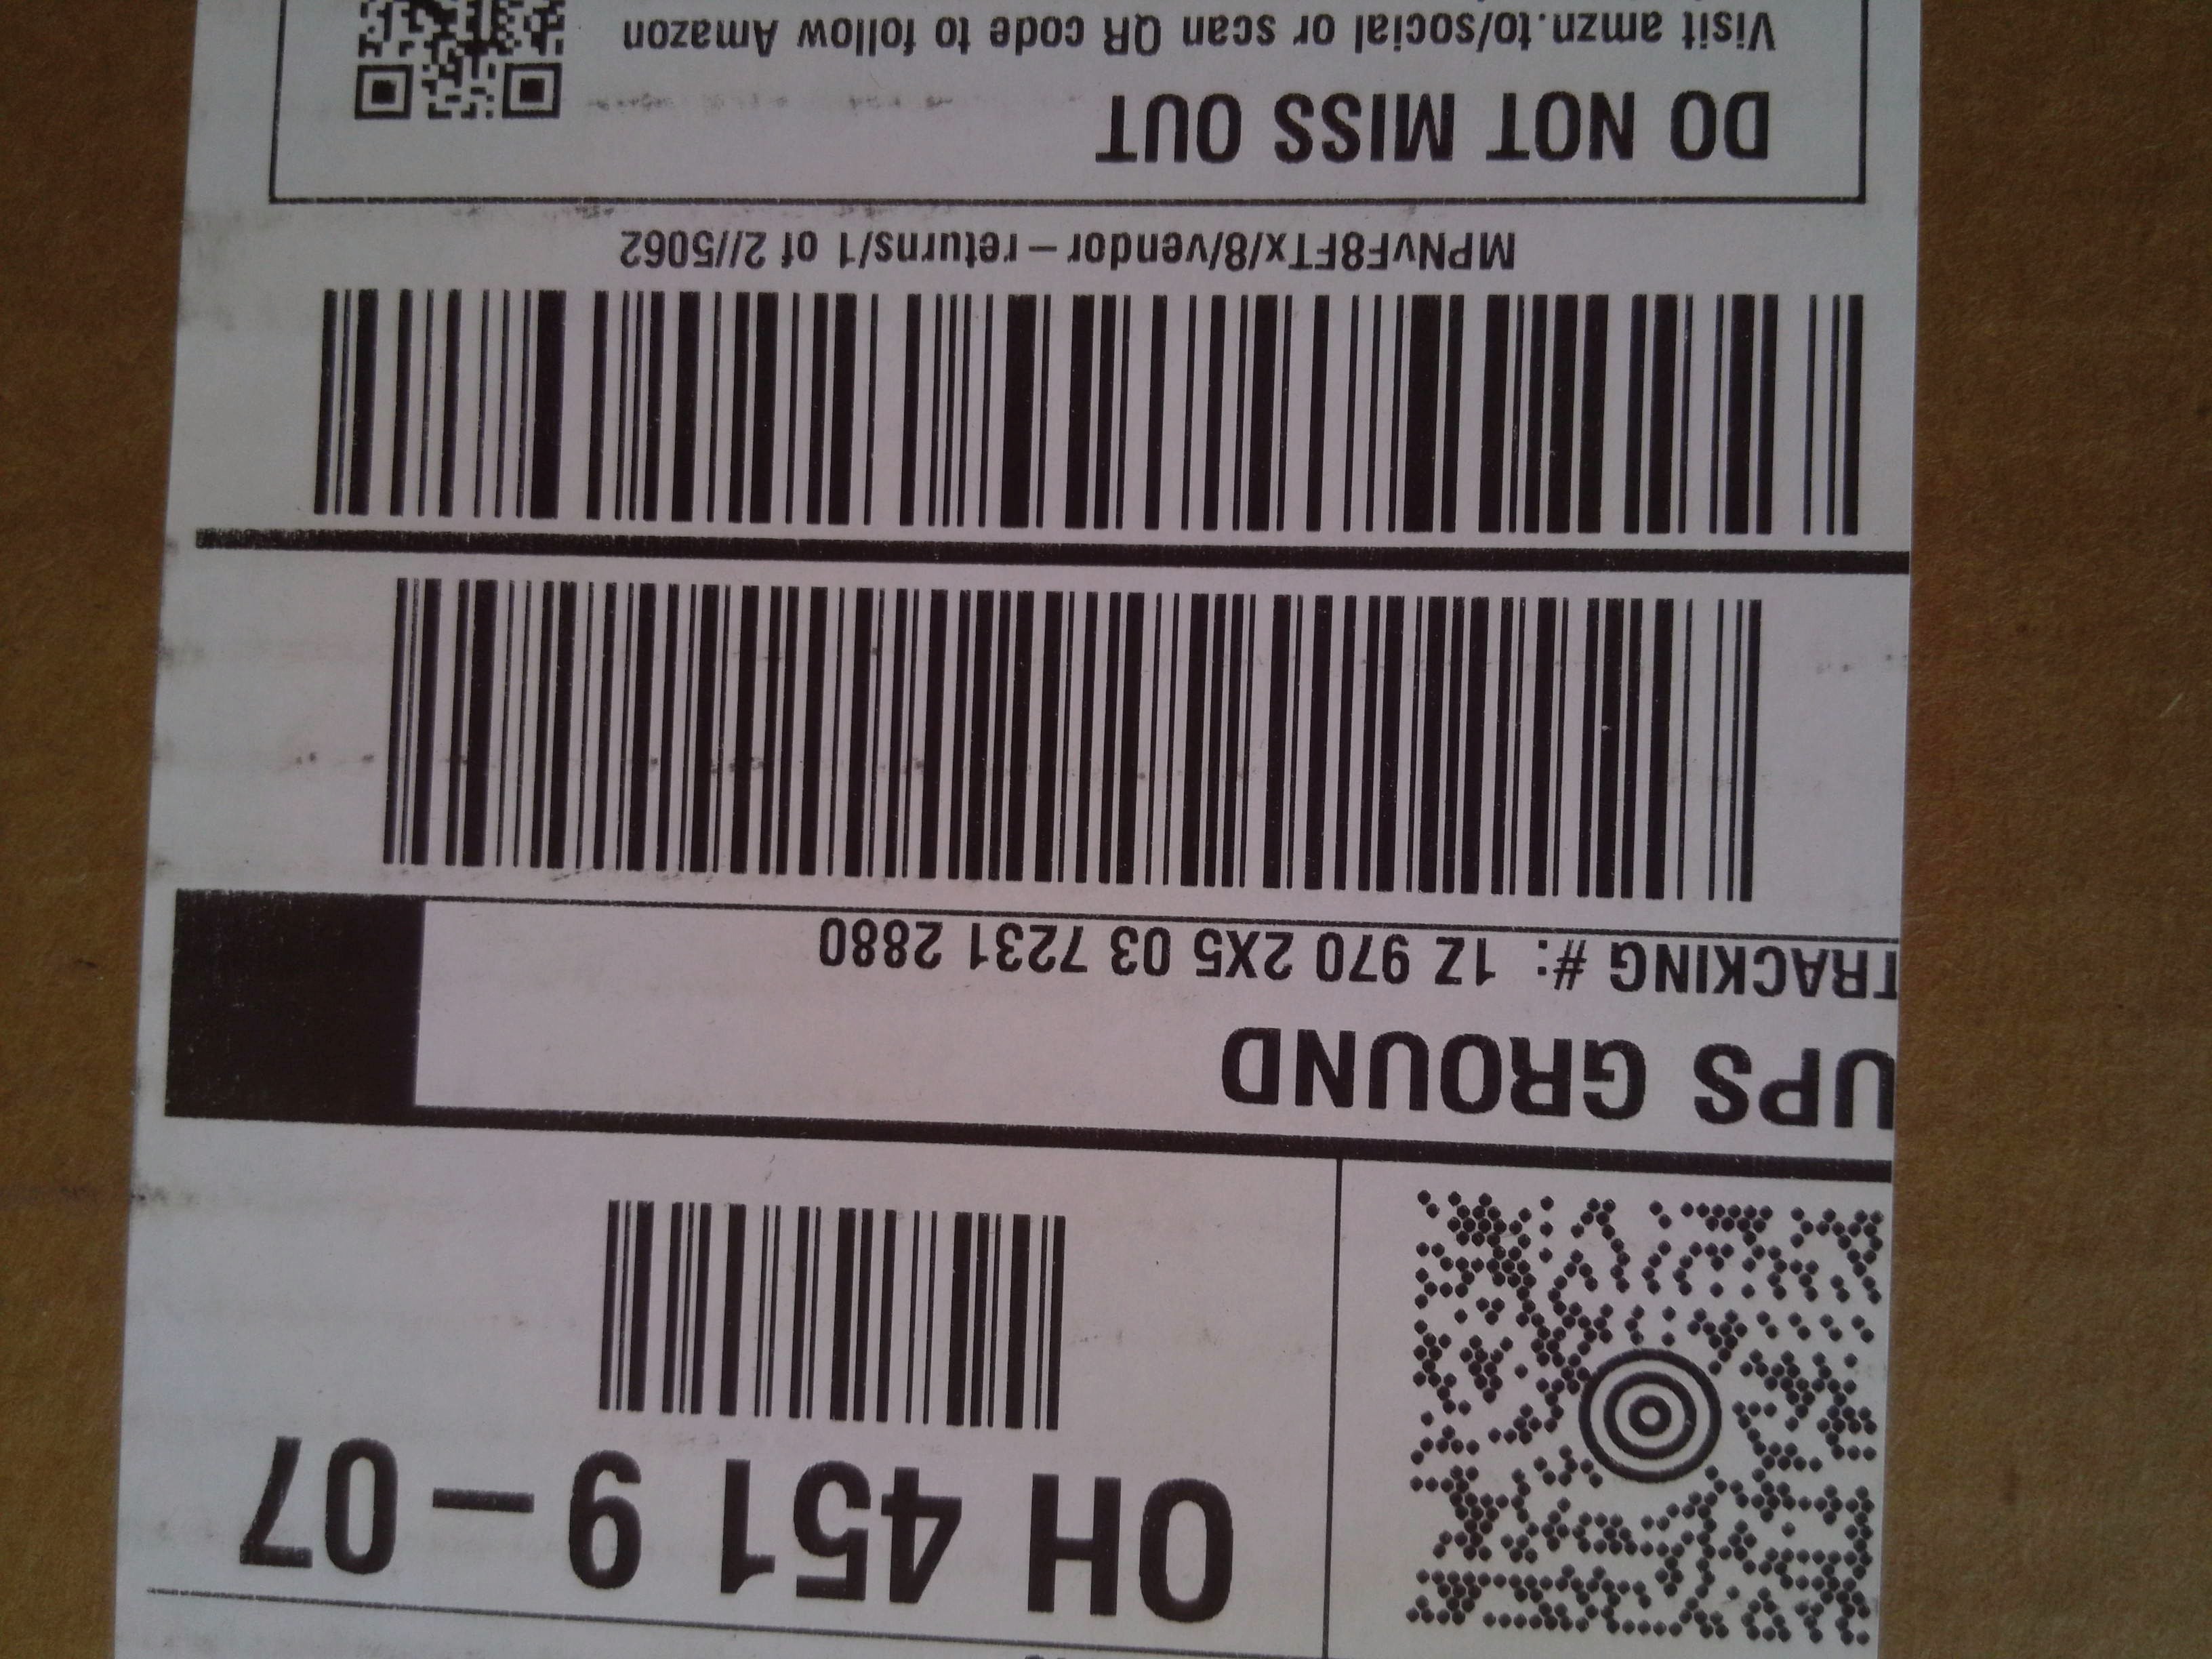 OH 451 9-07
UPS GROUND
TRACKING #: 1Z 970 2X5 03 7231 2880
MPNvF8FTx/8/vendor-returns/1 of 2//5062
DO NOT MISS OUT
Visit amzn.to/social or scan QR code to follow Amazon